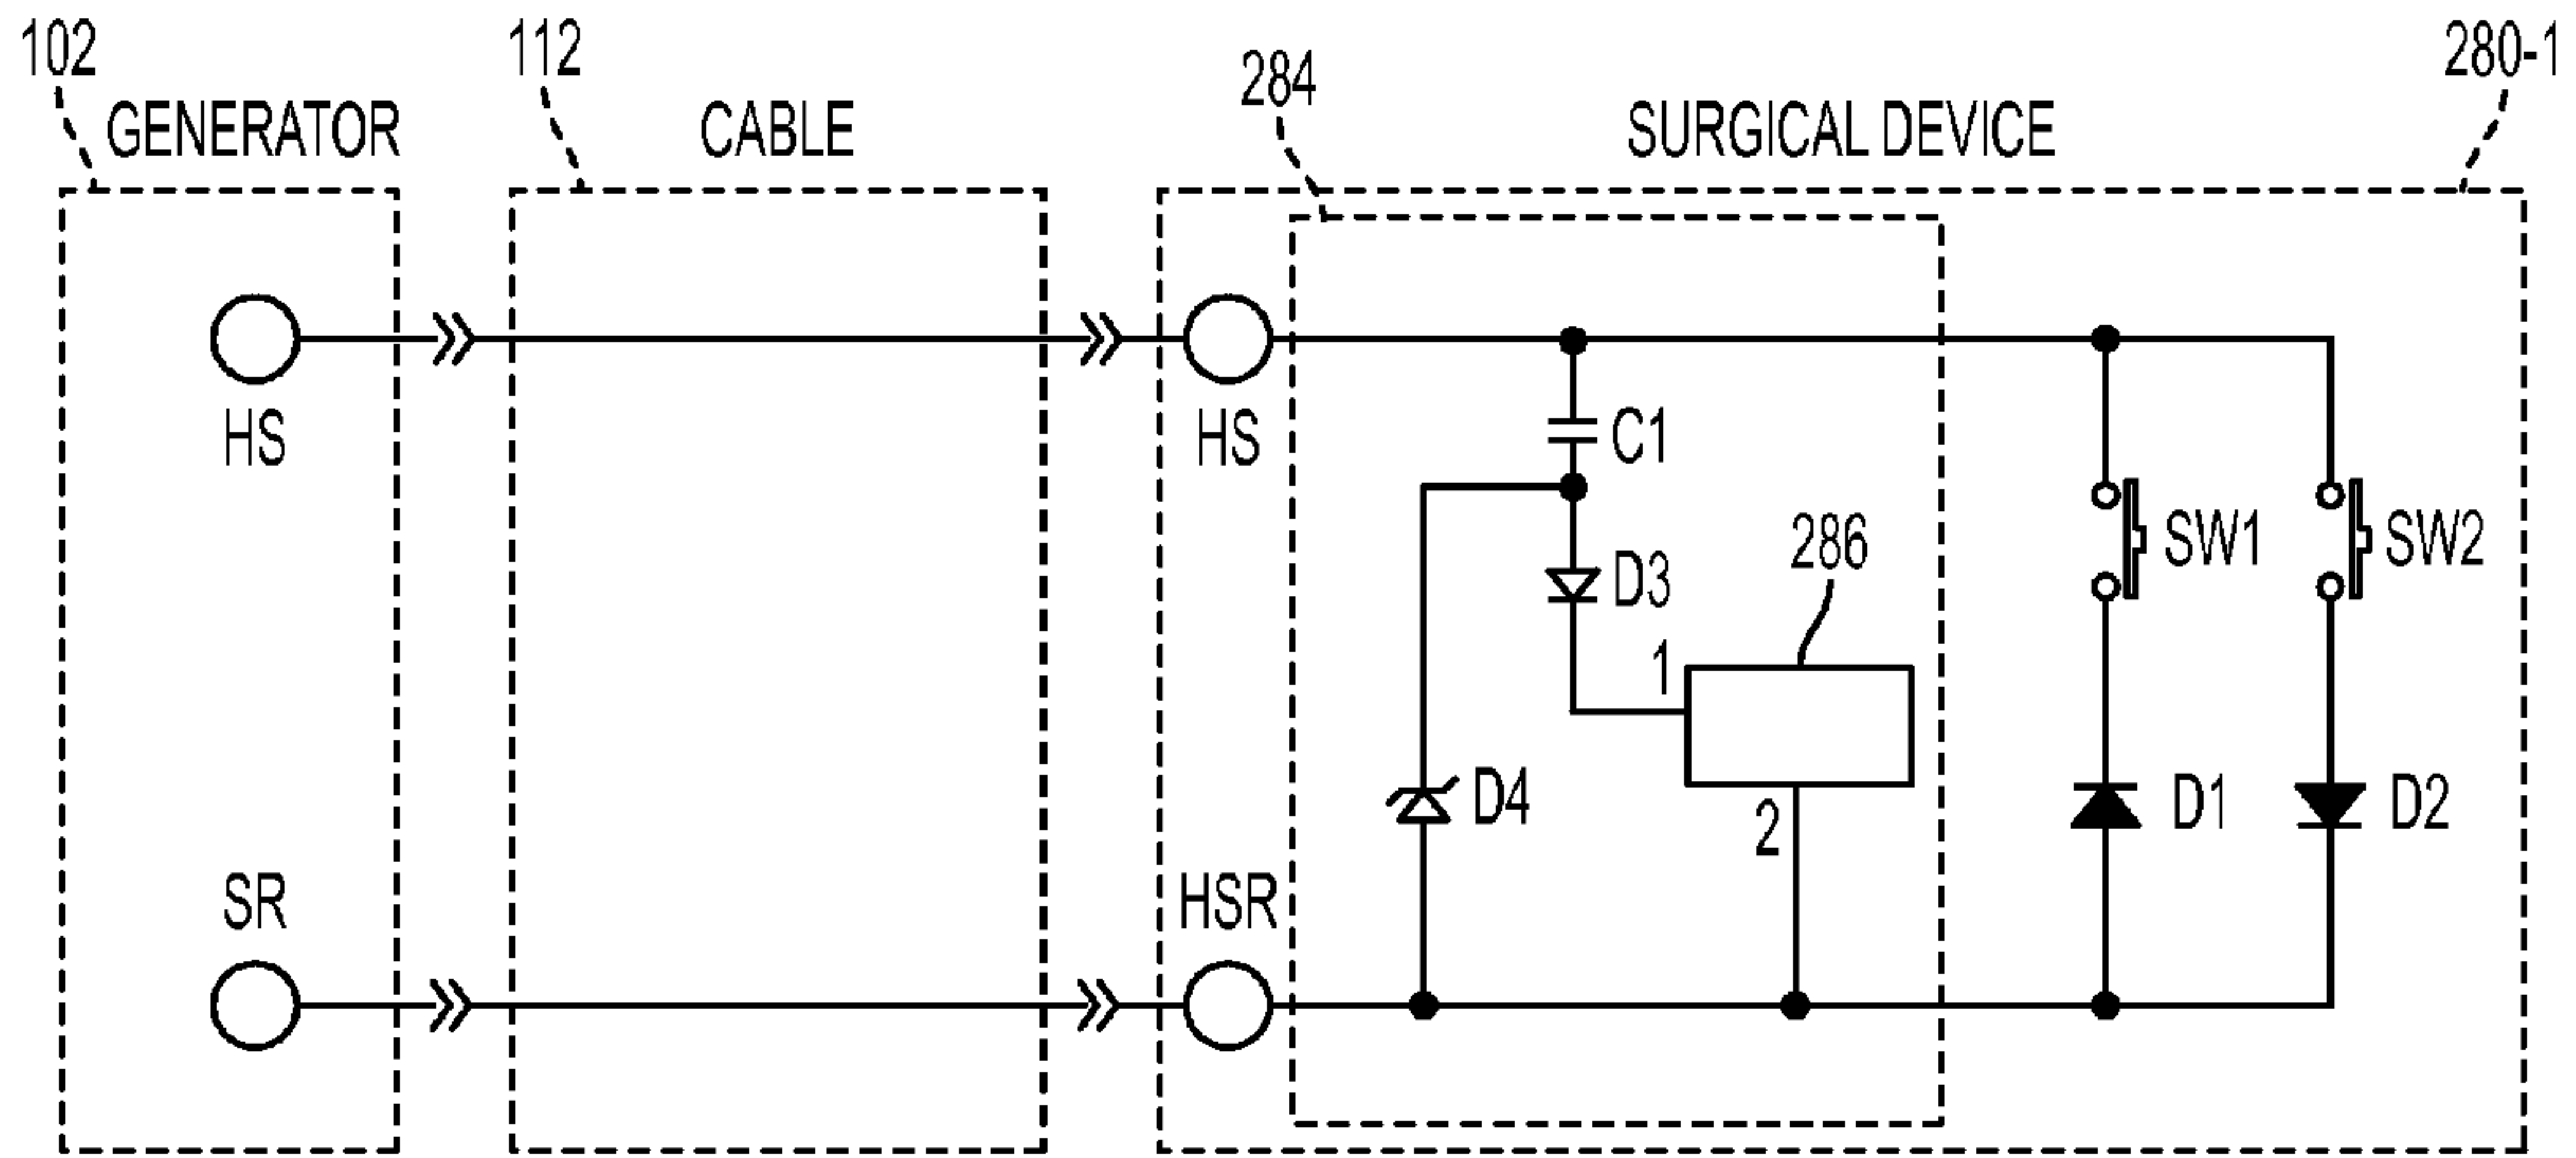 102
112
284
280-1
GENERATOR
CABLE
SURGICAL DEVICE
HS
HS
C1
SW1
SW2
286
D3
1
D4
D1
D2
2
SR
HSR